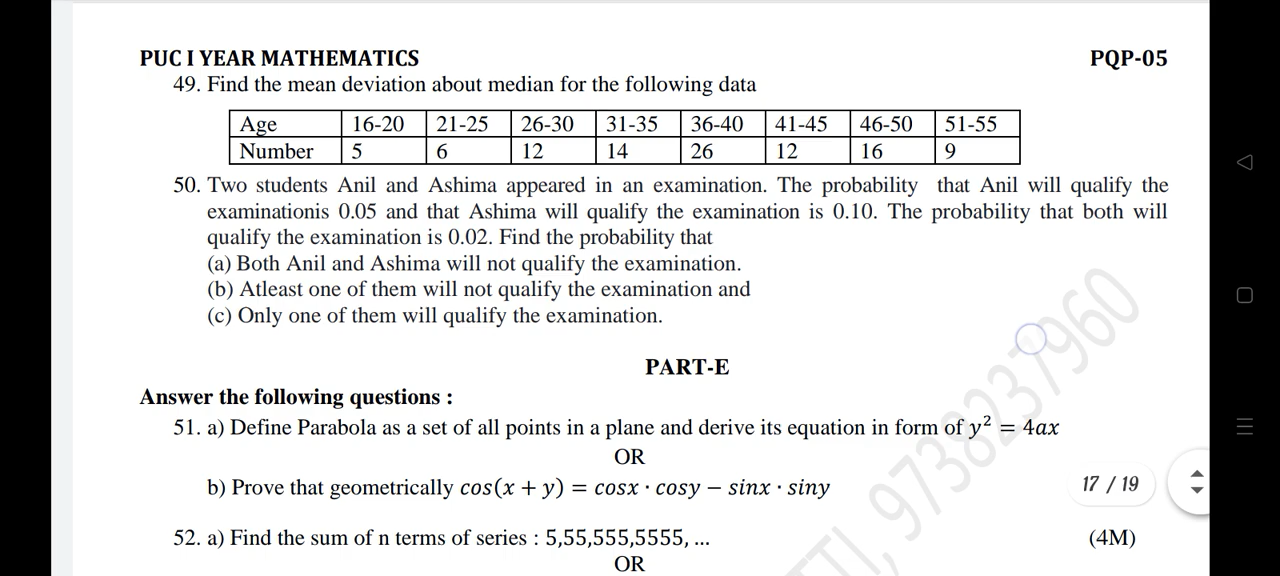 PUC I YEAR MATHEMATICS PQP-05
49. Find the mean deviation about median for the following data
Age 16-20 21-25 26-30 31-35 36-40 41-45 46-50 51-55
Number 5 6 12 14 26 12 16 9
50. Two students Anil and Ashima appeared in an examination. The probability that Anil will qualify the
examinationis 0.05 and that Ashima will qualify the examination is 0.10. The probability that both will
qualify the examination is 0.02. Find the probability that
(a) Both Anil and Ashima will not qualify the examination.
(b) Atleast one of them will not qualify the examination and
(c) Only one of them will qualify the examination.
PART-E
Answer the following questions :
51. a) Define Parabola as a set of all points in a plane and derive its equation in form of y² = 4ax
OR
b) Prove that geometrically cos(x + y) = cosx · cosy − sinx · siny
17 / 19
52. a) Find the sum of n terms of series : 5,55,555,5555, ... (4M)
OR
9738237960